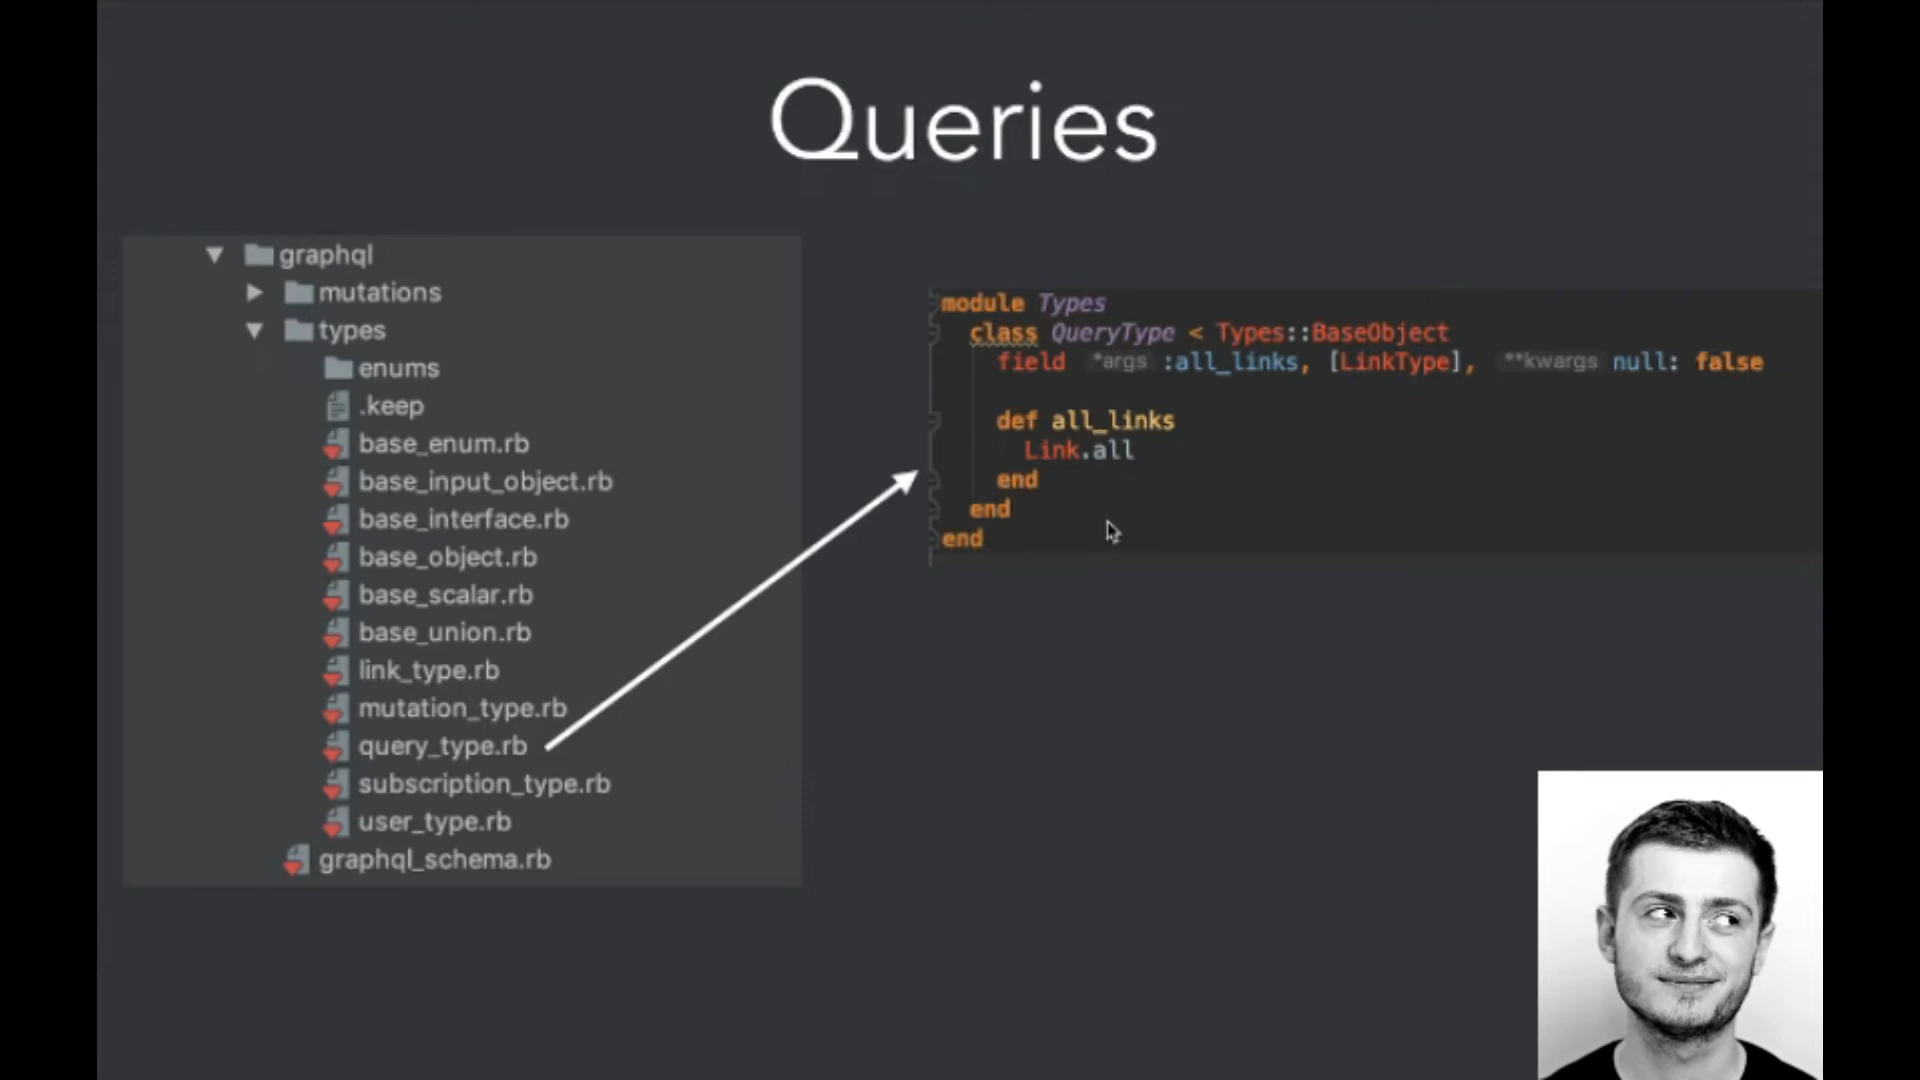 Queries
graphql
mutations
types
enums
.keep
base_enum.rb
base_input_object.rb
base_interface.rb
base_object.rb
base_scalar.rb
base_union.rb
link_type.rb
mutation_type.rb
query_type.rb
subscription_type.rb
user_type.rb
graphql_schema.rb
module Types
class QueryType < Types::BaseObject
field *args :all_links, [LinkType], **kwargs null: false
def all_links
Link.all
end
end
end